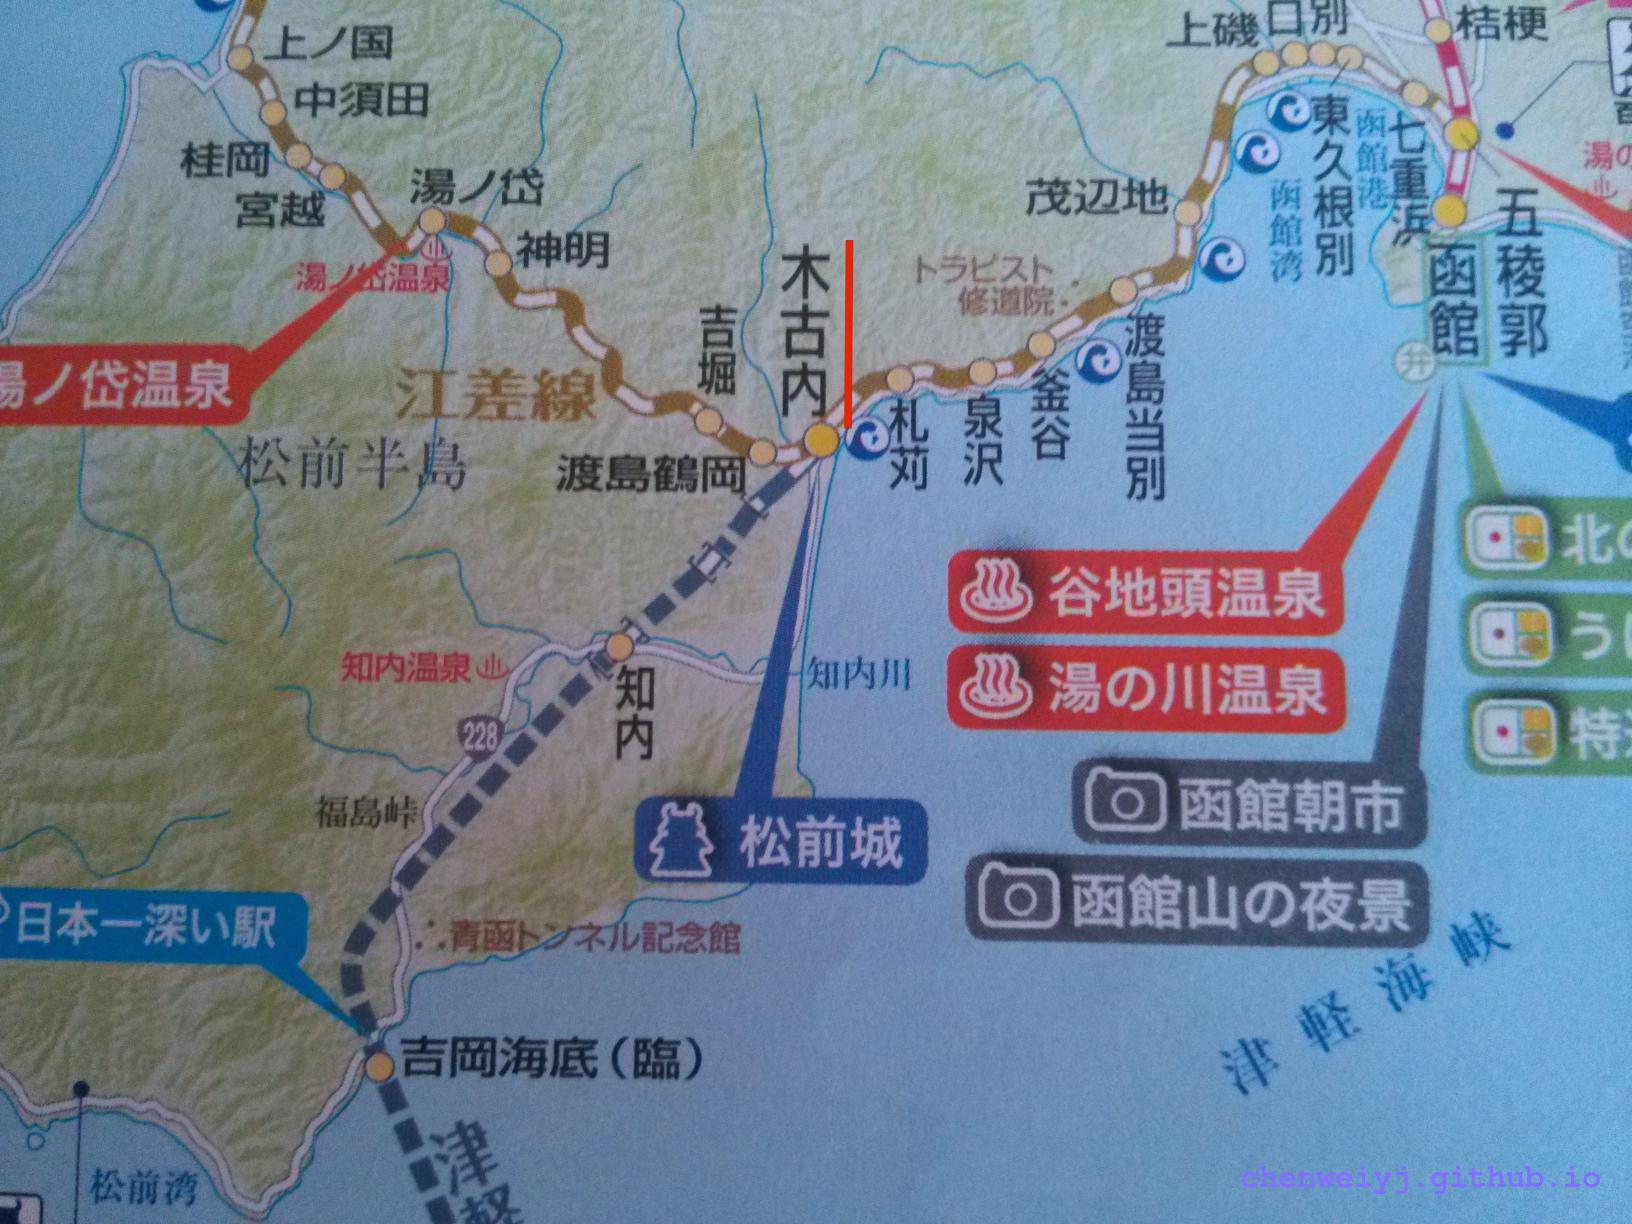 上ノ国
中須田
桂岡
宮越
湯ノ岱
神明
湯ノ岱温泉
湯ノ岱温泉
江差線
松前半島
吉堀
木古内
渡島鶴岡
札苅
泉沢
釜谷
渡島当別
トラピスト
修道院
茂辺地
上磯
東久根別
七重浜
函館港
函館湾
桔梗
五稜郭
函館
弁
谷地頭温泉
湯の川温泉
函館朝市
函館山の夜景
北の
知内温泉
知内
知内川
228
福島峠
松前城
日本一深い駅
青函トンネル記念館
吉岡海底(臨)
津軽海峡
津軽
松前湾
chenweiyj.github.io